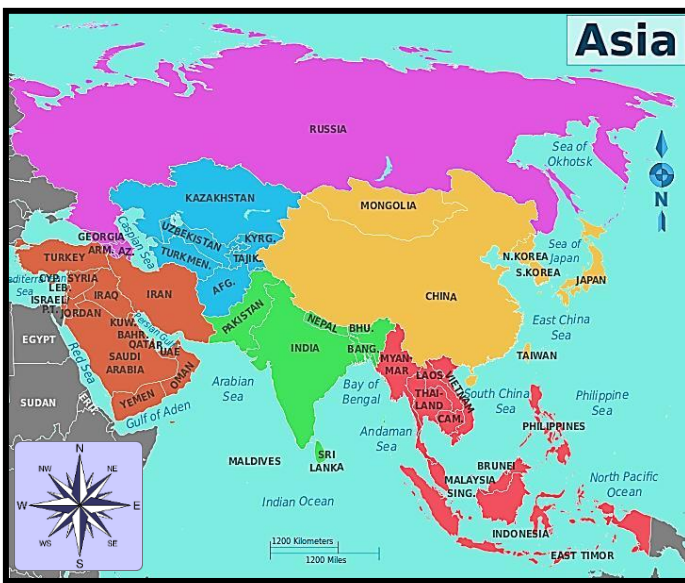 Asia
RUSSIA
Sea of
Okhotsk
N
KAZAKHSTAN
MONGOLIA
Caspian Sea
UZBEKISTAN
KYRG.
GEORGIA
ARM.
AZ.
TURKMEN.
TAJIK.
TURKEY
N.KOREA
S.KOREA
Sea of
Japan
JAPAN
CYP.
SYRIA
LEB.
ISRAEL/
P.T.
JORDAN
IRAQ
IRAN
AFG.
CHINA
Sea
PAKISTAN
NEPAL
BHU.
East China
Sea
EGYPT
KUW.
Persian Gulf
BAHR.
QATAR
UAE
INDIA
BANG.
MYAN-
MAR
LAOS
VIETNAM
TAIWAN
Red Sea
SAUDI
ARABIA
OMAN
SUDAN
ERI.
YEMEN
Gulf of Aden
Arabian
Sea
Bay of
Bengal
THAI-
LAND
CAM.
South China
Sea
Philippine
Sea
Andaman
Sea
PHILIPPINES
MALDIVES
SRI
LANKA
BRUNEI
MALAYSIA
SING.
North Pacific
Ocean
Indian Ocean
INDONESIA
EAST TIMOR
1200 Kilometers
1200 Miles
N
NW
NE
W
E
WS
SE
S